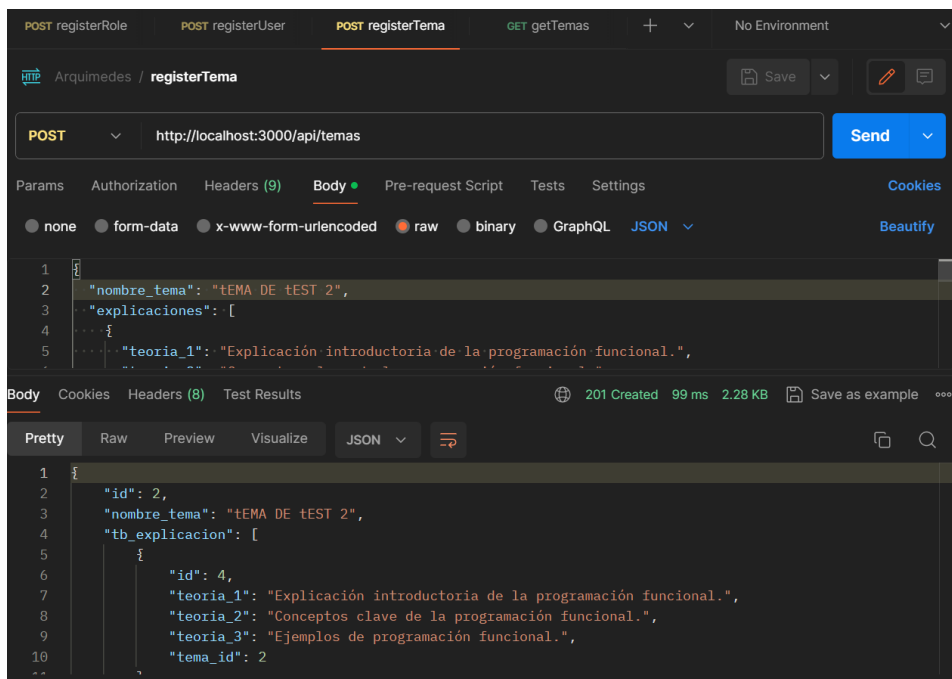 POST registerRole POST registerUser POST registerTema GET getTemas No Environment
HTTP Arquimedes / registerTema Save
POST http://localhost:3000/api/temas Send
Params Authorization Headers (9) Body Pre-request Script Tests Settings Cookies
none form-data x-www-form-urlencoded raw binary GraphQL JSON Beautify
1 {
2 "nombre_tema": "tEMA DE tEST 2",
3 "explicaciones": [
4 {
5 "teoria_1": "Explicación introductoria de la programación funcional.",
Body Cookies Headers (8) Test Results 201 Created 99 ms 2.28 KB Save as example
Pretty Raw Preview Visualize JSON
1 {
2 "id": 2,
3 "nombre_tema": "tEMA DE tEST 2",
4 "tb_explicacion": [
5 {
6 "id": 4,
7 "teoria_1": "Explicación introductoria de la programación funcional.",
8 "teoria_2": "Conceptos clave de la programación funcional.",
9 "teoria_3": "Ejemplos de programación funcional.",
10 "tema_id": 2